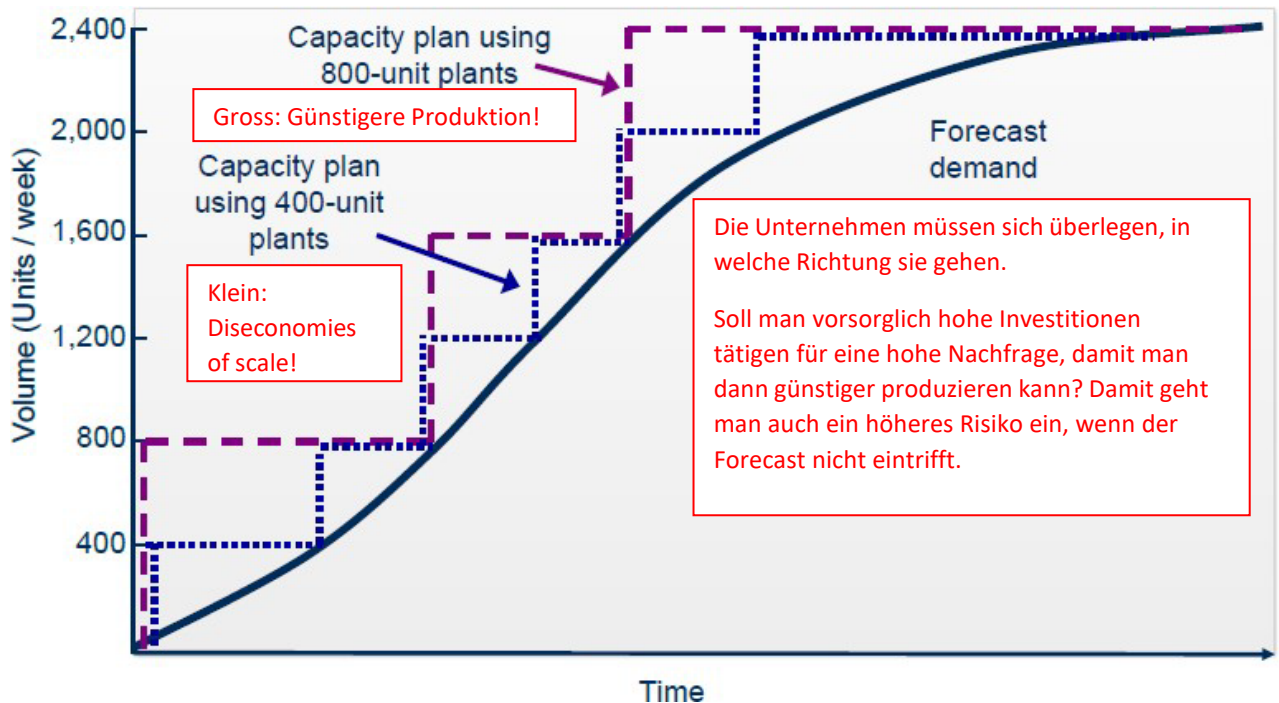 2,400
Capacity plan using
800-unit plants
Gross: Günstigere Produktion!
2,000
Capacity plan
using 400-unit
plants
Forecast
demand
Volume (Units / week)
1,600
Klein:
Diseconomies
of scale!
Die Unternehmen müssen sich überlegen, in
welche Richtung sie gehen.
Soll man vorsorglich hohe Investitionen
tätigen für eine hohe Nachfrage, damit man
dann günstiger produzieren kann? Damit geht
man auch ein höheres Risiko ein, wenn der
Forecast nicht eintrifft.
1,200
800
400
Time